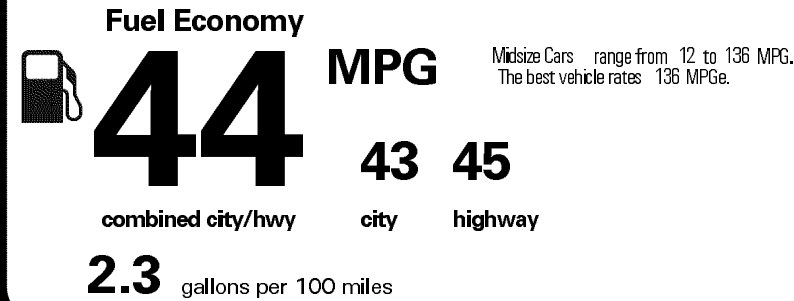 Fuel Economy
44 MPG
Midsize Cars range from 12 to 136 MPG.
The best vehicle rates 136 MPGe.
43 45
combined city/hwy city highway
2.3 gallons per 100 miles